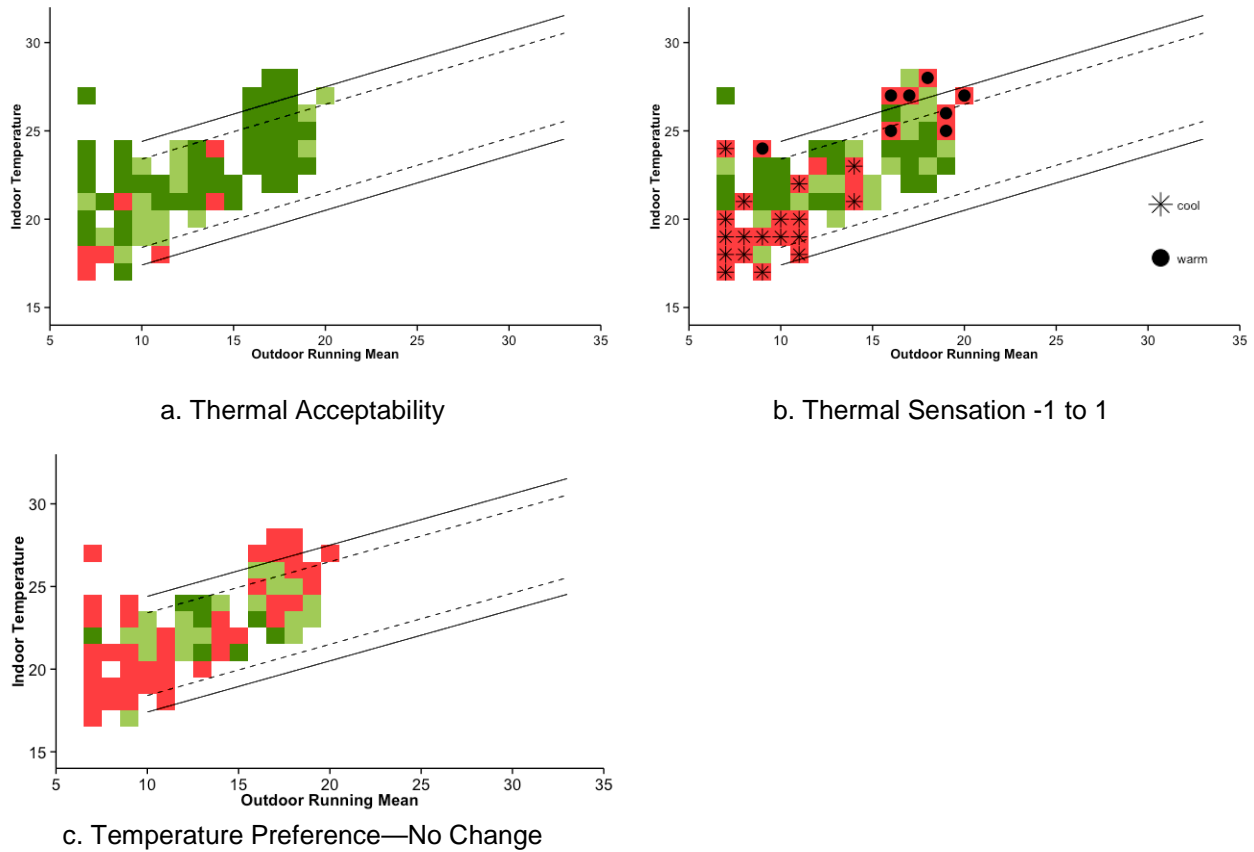 30
25
20
15
Indoor Temperature
5 10 15 20 25 30 35
Outdoor Running Mean
a. Thermal Acceptability
30
25
20
15
Indoor Temperature
cool
warm
5 10 15 20 25 30 35
Outdoor Running Mean
b. Thermal Sensation -1 to 1
30
25
20
15
Indoor Temperature
5 10 15 20 25 30 35
Outdoor Running Mean
c. Temperature Preference—No Change